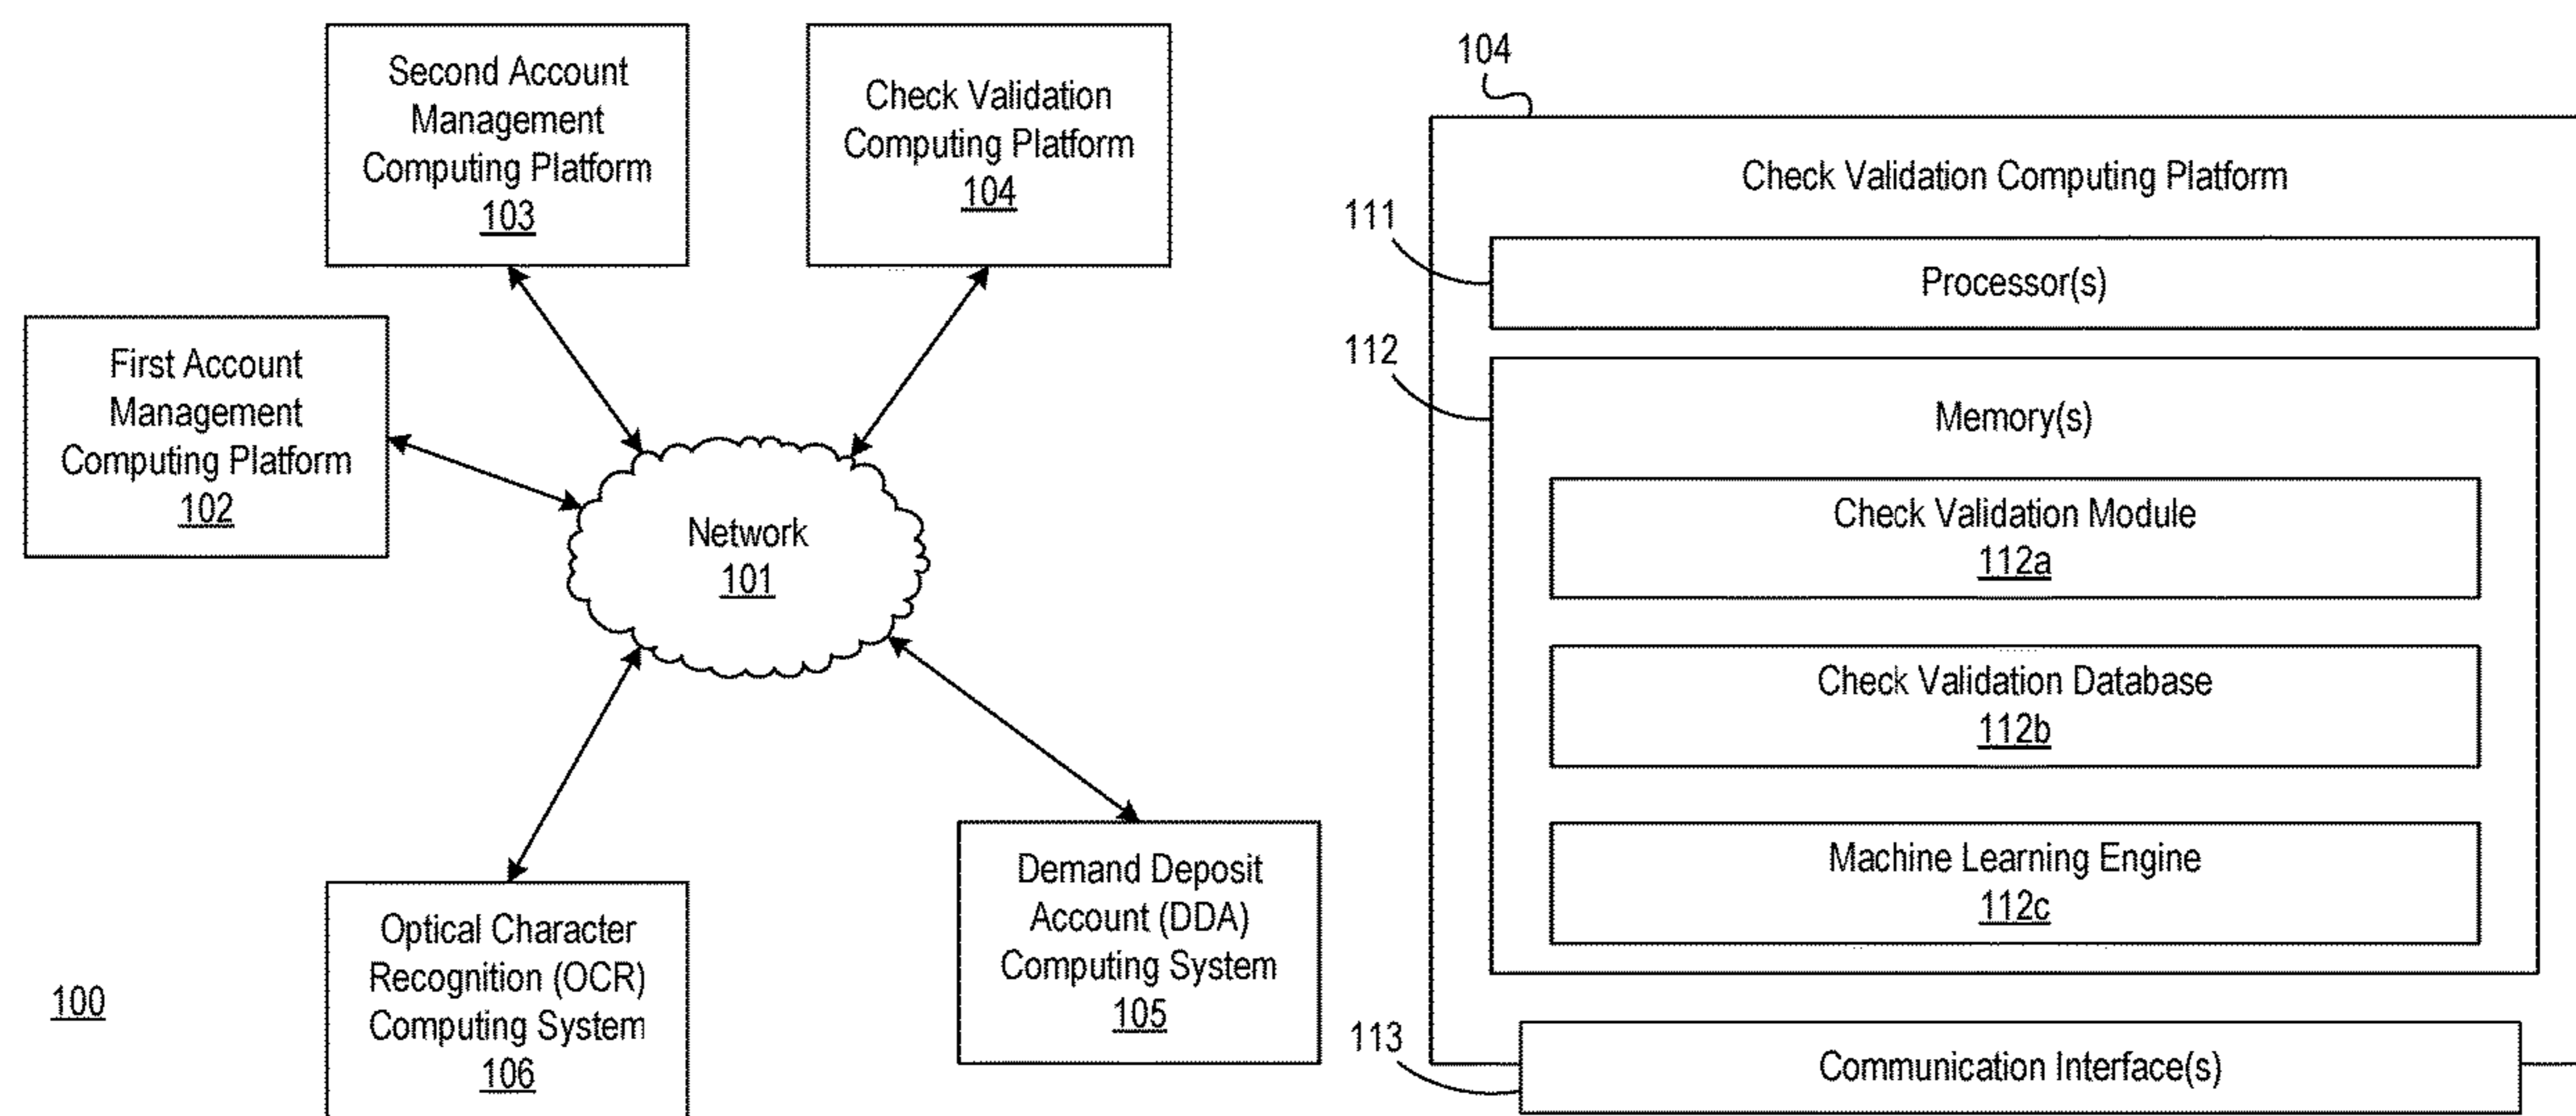 Second Account
Management
Computing Platform
103
Check Validation
Computing Platform
104
First Account
Management
Computing Platform
102
Network
101
Optical Character
Recognition (OCR)
Computing System
106
Demand Deposit
Account (DDA)
Computing System
105
100
104
Check Validation Computing Platform
111
Processor(s)
112
Memory(s)
Check Validation Module
112a
Check Validation Database
112b
Machine Learning Engine
112c
113
Communication Interface(s)